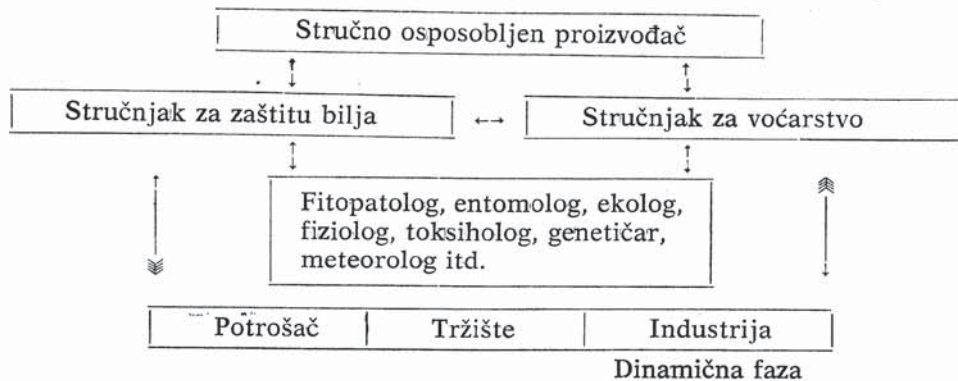 Stručno osposobljen proizvođač
Stručnjak za zaštitu bilja
Stručnjak za voćarstvo
Fitopatolog, entomolog, ekolog,
fiziolog, toksiholog, genetičar,
meteorolog itd.
Potrošač
Tržište
Industrija
Dinamična faza